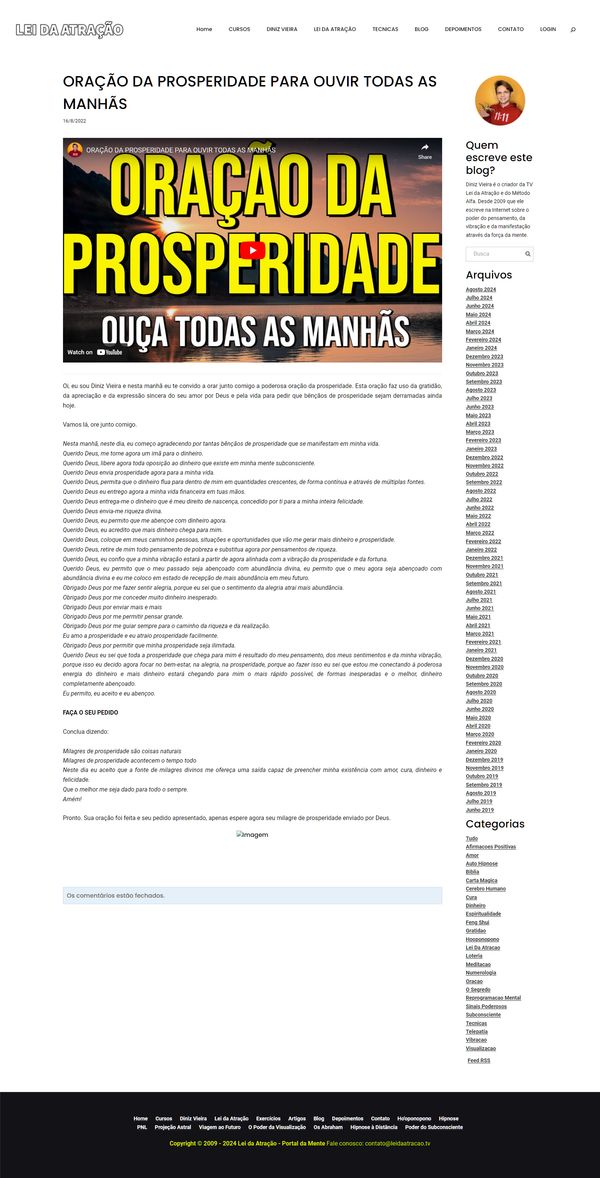 LEI DA ATRAÇÃO
Home CURSOS DINIZ VIEIRA LEI DA ATRAÇÃO TECNICAS BLOG DEPOIMENTOS CONTATO LOGIN
ORAÇÃO DA PROSPERIDADE PARA OUVIR TODAS AS
MANHÃS
16/8/2022
ORAÇÃO DA PROSPERIDADE PARA OUVIR TODAS AS MANHÃS
Share
ORAÇÃO DA
PROSPERIDADE
OUÇA TODAS AS MANHÃS
Watch on YouTube
Oi, eu sou Diniz Vieira e nesta manhã eu te convido a orar junto comigo a poderosa oração da prosperidade. Esta oração faz uso da gratidão,
da apreciação e da expressão sincera do seu amor por Deus e pela vida para pedir que bênçãos de prosperidade sejam derramadas ainda
hoje.
Vamos lá, ore junto comigo.
Nesta manhã, neste dia, eu começo agradecendo por tantas bênçãos de prosperidade que se manifestam em minha vida.
Querido Deus, me torne agora um imã para o dinheiro.
Querido Deus, libere agora toda oposição ao dinheiro que existe em minha mente subconsciente.
Querido Deus envia prosperidade agora para a minha vida.
Querido Deus, permita que o dinheiro flua para dentro de mim em quantidades crescentes, de forma contínua e através de múltiplas fontes.
Querido Deus eu entrego agora a minha vida financeira em tuas mãos.
Querido Deus entrega-me o dinheiro que é meu direito de nascença, concedido por ti para a minha inteira felicidade.
Querido Deus envia-me riqueza divina.
Querido Deus, eu permito que me abençoe com dinheiro agora.
Querido Deus, eu acredito que mais dinheiro chega para mim.
Querido Deus, coloque em meus caminhos pessoas, situações e oportunidades que vão me gerar mais dinheiro e prosperidade.
Querido Deus, retire de mim todo pensamento de pobreza e substitua agora por pensamentos de riqueza.
Querido Deus, eu confio que a minha vibração estará a partir de agora alinhada com a vibração da prosperidade e da fortuna.
Querido Deus, eu permito que o meu passado seja abençoado com abundância divina, eu permito que o meu agora seja abençoado com
abundância divina e eu me coloco em estado de recepção de mais abundância em meu futuro.
Obrigado Deus por me fazer sentir alegria, porque eu sei que o sentimento da alegria atrai mais abundância.
Obrigado Deus por me conceder muito dinheiro inesperado.
Obrigado Deus por enviar mais e mais
Obrigado Deus por me permitir pensar grande.
Obrigado Deus por me guiar sempre para o caminho da riqueza e da realização.
Eu amo a prosperidade e eu atraio prosperidade facilmente.
Obrigado Deus por permitir que minha prosperidade seja ilimitada.
Querido Deus eu sei que toda a prosperidade que chega para mim é resultado do meu pensamento, dos meus sentimentos e da minha vibração,
porque isso eu decido agora focar no bem-estar, na alegria, na prosperidade, porque ao fazer isso eu sei que estou me conectando à poderosa
energia do dinheiro e mais dinheiro estará chegando para mim o mais rápido possível, de formas inesperadas e o melhor, dinheiro
completamente abençoado.
Eu permito, eu aceito e eu abençoo.
FAÇA O SEU PEDIDO
Conclua dizendo:
Milagres de prosperidade são coisas naturais
Milagres de prosperidade acontecem o tempo todo
Neste dia eu aceito que a fonte de milagres divinos me ofereça uma saída capaz de preencher minha existência com amor, cura, dinheiro e
felicidade.
Que o melhor me seja dado para todo o sempre.
Amém!
Pronto. Sua oração foi feita e seu pedido apresentado, apenas espere agora seu milagre de prosperidade enviado por Deus.
Imagem
Os comentários estão fechados.
11:11
Quem
escreve este
blog?
Diniz Vieira é o criador da TV
Lei da Atração e do Método
Alfa. Desde 2009 que ele
escreve na Internet sobre o
poder do pensamento, da
vibração e da manifestação
através da força da mente.
Busca
Arquivos
Agosto 2024
Julho 2024
Junho 2024
Maio 2024
Abril 2024
Março 2024
Fevereiro 2024
Janeiro 2024
Dezembro 2023
Novembro 2023
Outubro 2023
Setembro 2023
Agosto 2023
Julho 2023
Junho 2023
Maio 2023
Abril 2023
Março 2023
Fevereiro 2023
Janeiro 2023
Dezembro 2022
Novembro 2022
Outubro 2022
Setembro 2022
Agosto 2022
Julho 2022
Junho 2022
Maio 2022
Abril 2022
Março 2022
Fevereiro 2022
Janeiro 2022
Dezembro 2021
Novembro 2021
Outubro 2021
Setembro 2021
Agosto 2021
Julho 2021
Junho 2021
Maio 2021
Abril 2021
Março 2021
Fevereiro 2021
Junho 2021
Janeiro 2021
Dezembro 2020
Novembro 2020
Outubro 2020
Setembro 2020
Agosto 2020
Julho 2020
Junho 2020
Maio 2020
Abril 2020
Março 2020
Fevereiro 2020
Janeiro 2020
Dezembro 2019
Novembro 2019
Outubro 2019
Setembro 2019
Agosto 2019
Julho 2019
Junho 2019
Categorias
Tudo
Afirmacoes Positivas
Amor
Auto Hipnose
Biblia
Carta Magica
Cerebro Humano
Cura
Dinheiro
Espiritualidade
Feng Shui
Gratidao
Hooponopono
Lei Da Atracao
Loteria
Meditacao
Numerologia
Oracao
O Segredo
Reprogramacao Mental
Sinais Poderosos
Subconsciente
Tecnicas
Telepatia
Vibracao
Visualizacao
Feed RSS
Home Cursos Diniz Vieira Lei da Atração Exercícios Artigos Blog Depoimentos Contato Ho'oponopono Hipnose
PNL Projeção Astral Viagem ao Futuro O Poder da Visualização Os Abraham Hipnose à Distância Poder do Subconsciente
Copyright © 2009 - 2024 Lei da Atração - Portal da Mente Fale conosco: contato@leidaatracao.tv